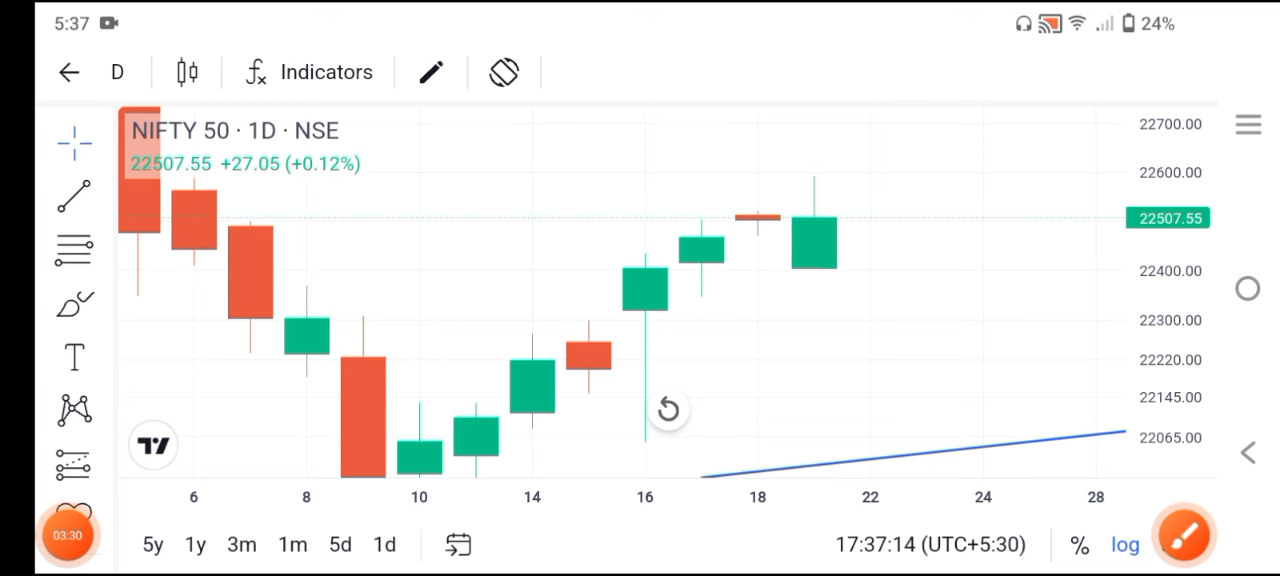 5:37 24%
D Indicators
NIFTY 50 · 1D · NSE
22507.55 +27.05 (+0.12%)
22700.00
22600.00
22507.55
22400.00
22300.00
22220.00
22145.00
22065.00
T
6 8 10 14 16 18 22 24 28
03:30
5y 1y 3m 1m 5d 1d 17:37:14 (UTC+5:30) % log